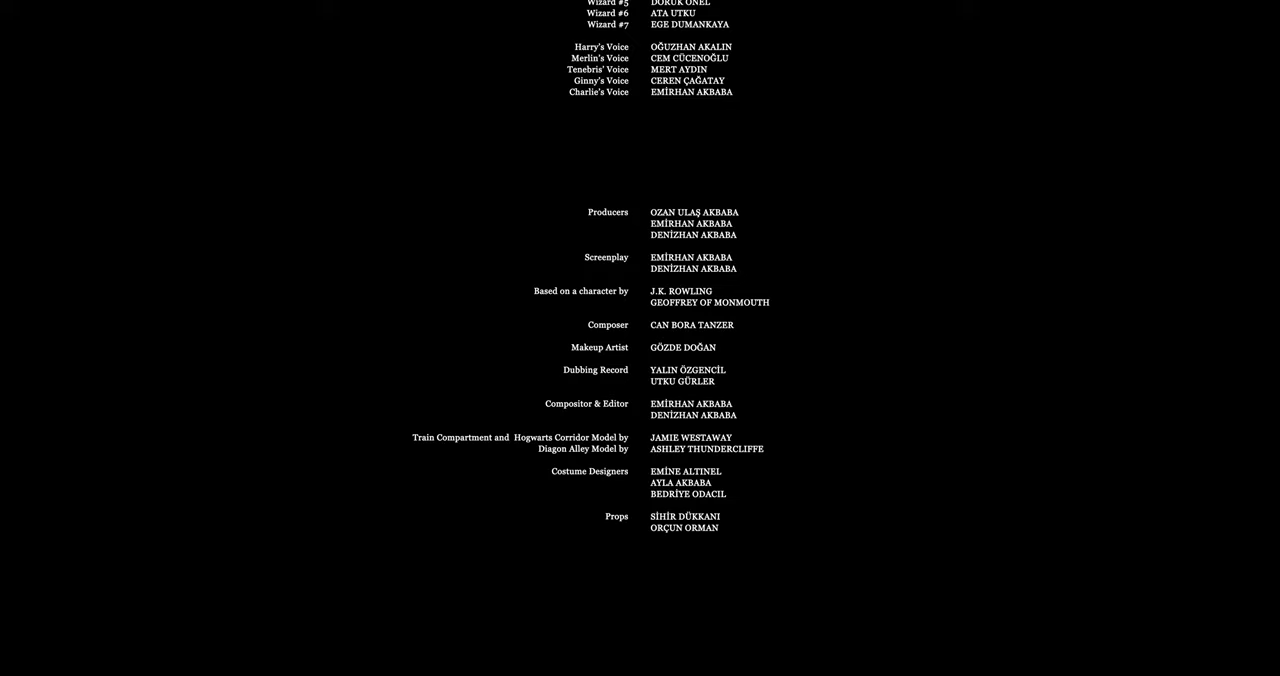 Wizard #5 DORUK ÖNEL
Wizard #6 ATA UTKU
Wizard #7 EGE DUMANKAYA
Harry's Voice OĞUZHAN AKALIN
Merlin's Voice CEM CÜCENOĞLU
Tenebris' Voice MERT AYDIN
Ginny's Voice CEREN ÇAĞATAY
Charlie's Voice EMİRHAN AKBABA
Producers OZAN ULAŞ AKBABA
EMİRHAN AKBABA
DENİZHAN AKBABA
Screenplay EMİRHAN AKBABA
DENİZHAN AKBABA
Based on a character by J.K. ROWLING
GEOFFREY OF MONMOUTH
Composer CAN BORA TANZER
Makeup Artist GÖZDE DOĞAN
Dubbing Record YALIN ÖZGENCİL
UTKU GÜRLER
Compositor & Editor EMİRHAN AKBABA
DENİZHAN AKBABA
Train Compartment and Hogwarts Corridor Model by JAMIE WESTAWAY
Diagon Alley Model by ASHLEY THUNDERCLIFFE
Costume Designers EMİNE ALTINEL
AYLA AKBABA
BEDRİYE ODACIL
Props SİHİR DÜKKANI
ORÇUN ORMAN